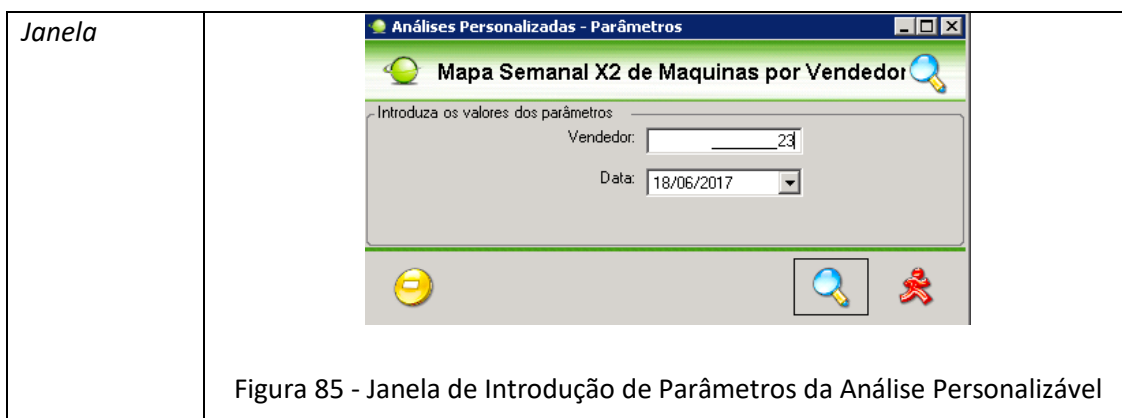 Janela
Análises Personalizadas - Parâmetros
Mapa Semanal X2 de Maquinas por Vendedor
Introduza os valores dos parâmetros
Vendedor: ________23
Data: 18/06/2017
Figura 85 - Janela de Introdução de Parâmetros da Análise Personalizável